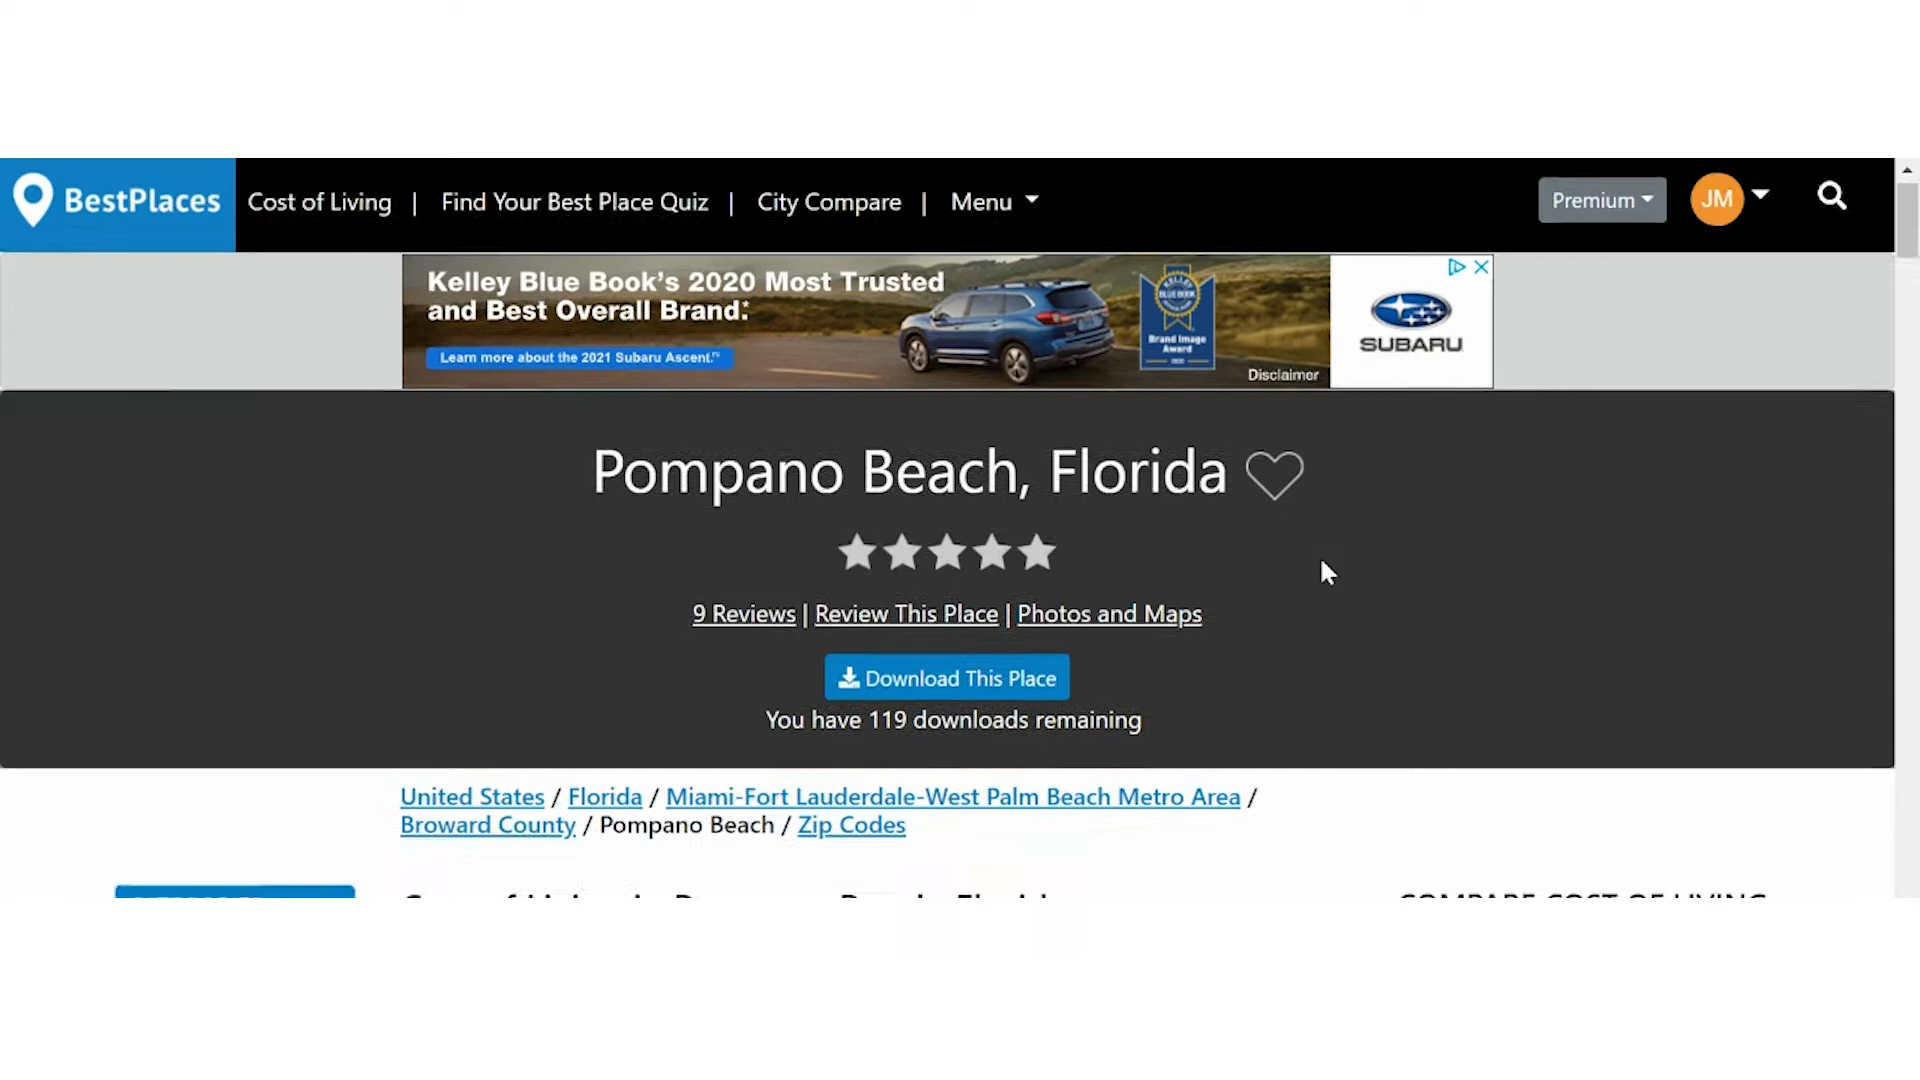 BestPlaces Cost of Living | Find Your Best Place Quiz | City Compare | Menu Premium JM
Kelley Blue Book's 2020 Most Trusted
and Best Overall Brand.*
Learn more about the 2021 Subaru Ascent.
KELLEY
BLUE BOOK
Brand Image
Award
2020
Disclaimer
SUBARU
Pompano Beach, Florida
9 Reviews | Review This Place | Photos and Maps
Download This Place
You have 119 downloads remaining
United States / Florida / Miami-Fort Lauderdale-West Palm Beach Metro Area /
Broward County / Pompano Beach / Zip Codes
COMPARE COST OF LIVING